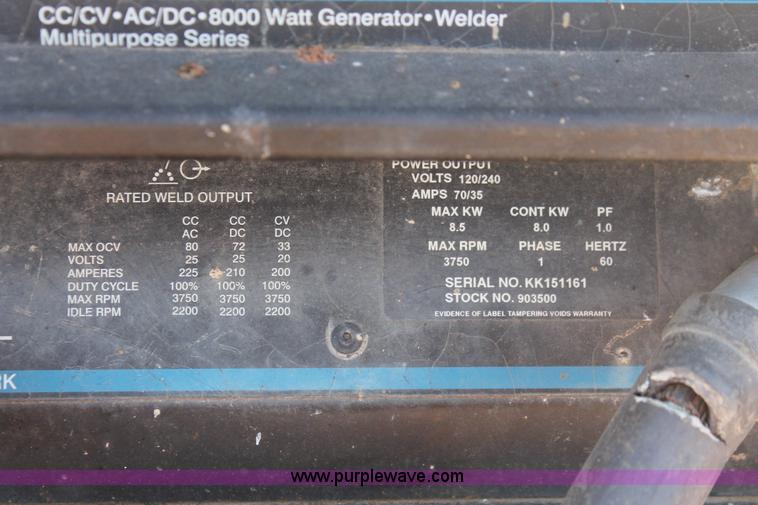 CC/CV•AC/DC•8000 Watt Generator•Welder
Multipurpose Series
RATED WELD OUTPUT
CC CC CV
AC DC DC
MAX OCV 80 72 33
VOLTS 25 25 20
AMPERES 225 210 200
DUTY CYCLE 100% 100% 100%
MAX RPM 3750 3750 3750
IDLE RPM 2200 2200 2200
POWER OUTPUT
VOLTS 120/240
AMPS 70/35
MAX KW CONT KW PF
8.5 8.0 1.0
MAX RPM PHASE HERTZ
3750 1 60
SERIAL NO. KK151161
STOCK NO. 903500
EVIDENCE OF LABEL TAMPERING VOIDS WARRANTY
RK
www.purplewave.com